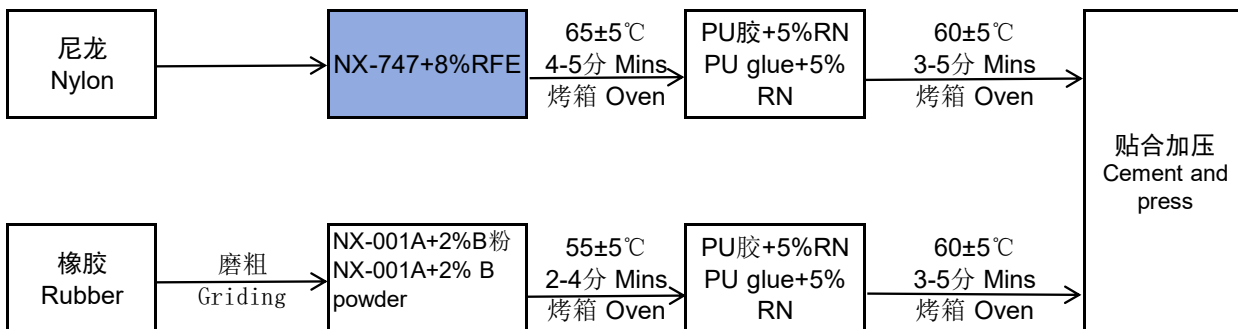 尼龙
Nylon
NX-747+8%RFE
65±5℃
4-5分 Mins
烤箱 Oven
PU胶+5%RN
PU glue+5%
RN
60±5℃
3-5分 Mins
烤箱 Oven
贴合加压
Cement and
press
橡胶
Rubber
磨粗
Griding
NX-001A+2%B粉
NX-001A+2% B
powder
55±5℃
2-4分 Mins
烤箱 Oven
PU胶+5%RN
PU glue+5%
RN
60±5℃
3-5分 Mins
烤箱 Oven